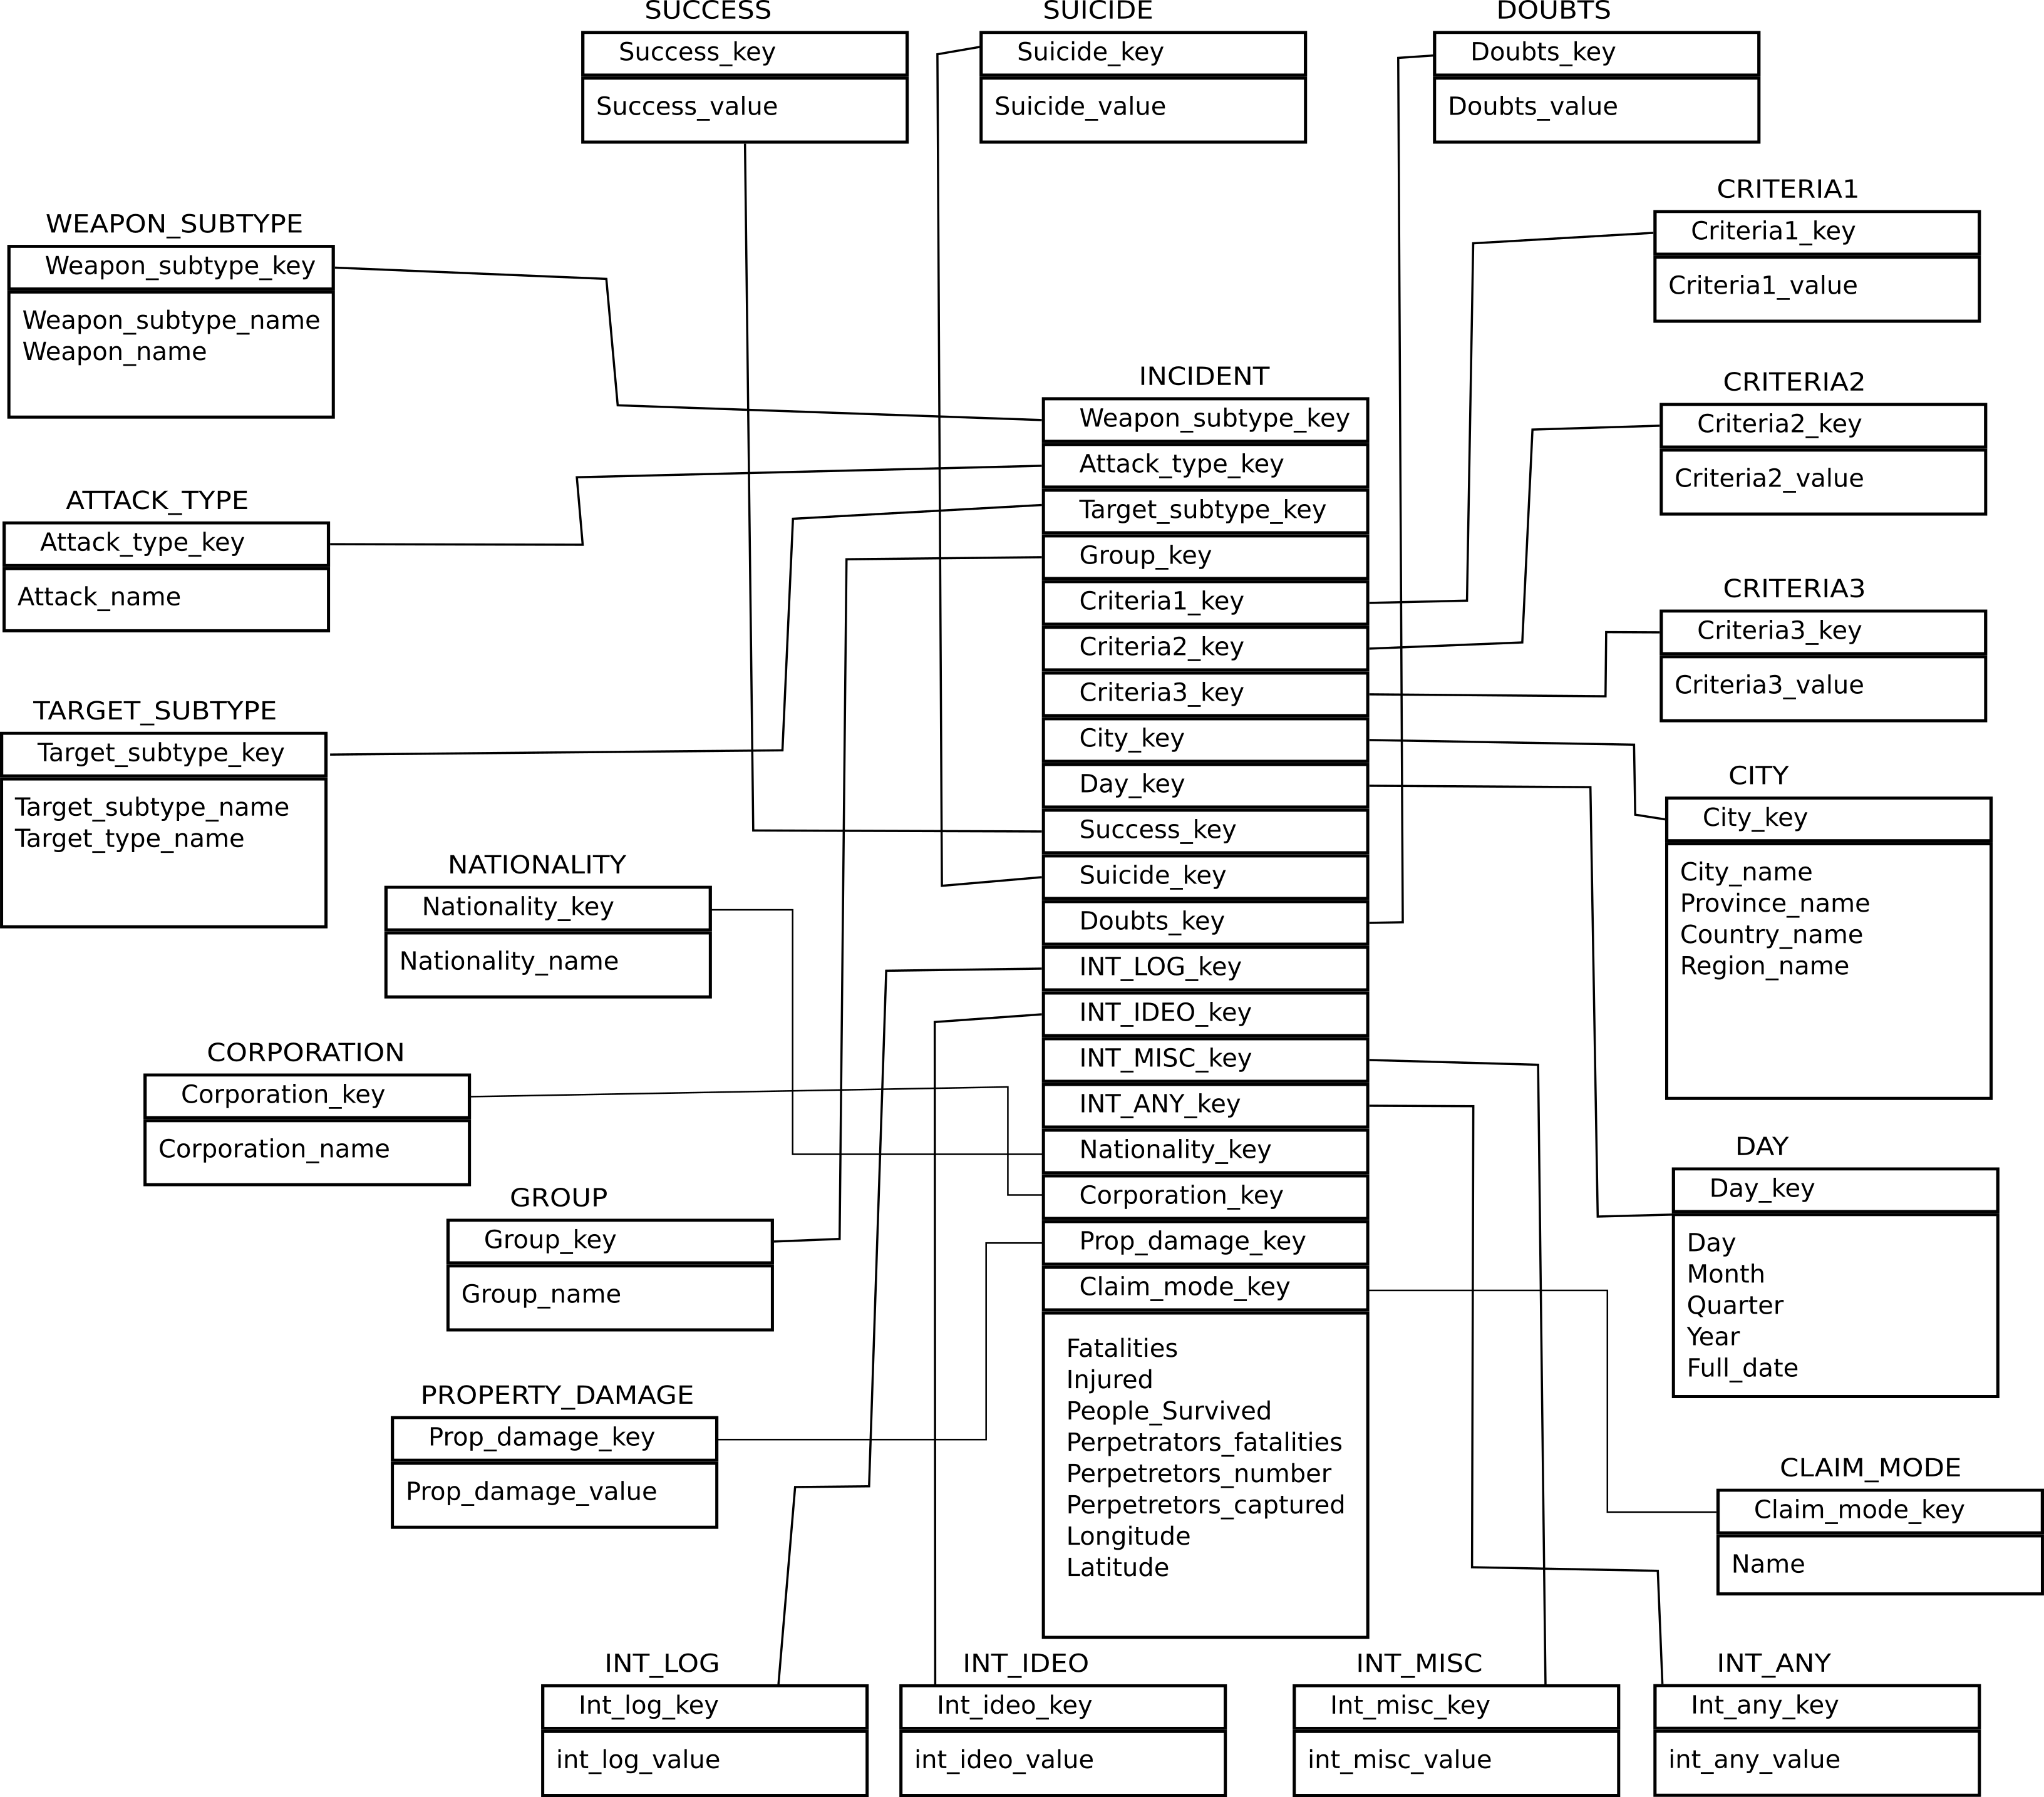 SUCCESS
Success_key
Success_value
SUICIDE
Suicide_key
Suicide_value
DOUBTS
Doubts_key
Doubts_value
WEAPON_SUBTYPE
Weapon_subtype_key
Weapon_subtype_name
Weapon_name
ATTACK_TYPE
Attack_type_key
Attack_name
TARGET_SUBTYPE
Target_subtype_key
Target_subtype_name
Target_type_name
NATIONALITY
Nationality_key
Nationality_name
CORPORATION
Corporation_key
Corporation_name
GROUP
Group_key
Group_name
PROPERTY_DAMAGE
Prop_damage_key
Prop_damage_value
INCIDENT
Weapon_subtype_key
Attack_type_key
Target_subtype_key
Group_key
Criteria1_key
Criteria2_key
Criteria3_key
City_key
Day_key
Success_key
Suicide_key
Doubts_key
INT_LOG_key
INT_IDEO_key
INT_MISC_key
INT_ANY_key
Nationality_key
Corporation_key
Prop_damage_key
Claim_mode_key
Fatalities
Injured
People_Survived
Perpetrators_fatalities
Perpetretors_number
Perpetretors_captured
Longitude
Latitude
CRITERIA1
Criteria1_key
Criteria1_value
CRITERIA2
Criteria2_key
Criteria2_value
CRITERIA3
Criteria3_key
Criteria3_value
CITY
City_key
City_name
Province_name
Country_name
Region_name
DAY
Day_key
Day
Month
Quarter
Year
Full_date
CLAIM_MODE
Claim_mode_key
Name
INT_LOG
Int_log_key
int_log_value
INT_IDEO
Int_ideo_key
int_ideo_value
INT_MISC
Int_misc_key
int_misc_value
INT_ANY
Int_any_key
int_any_value